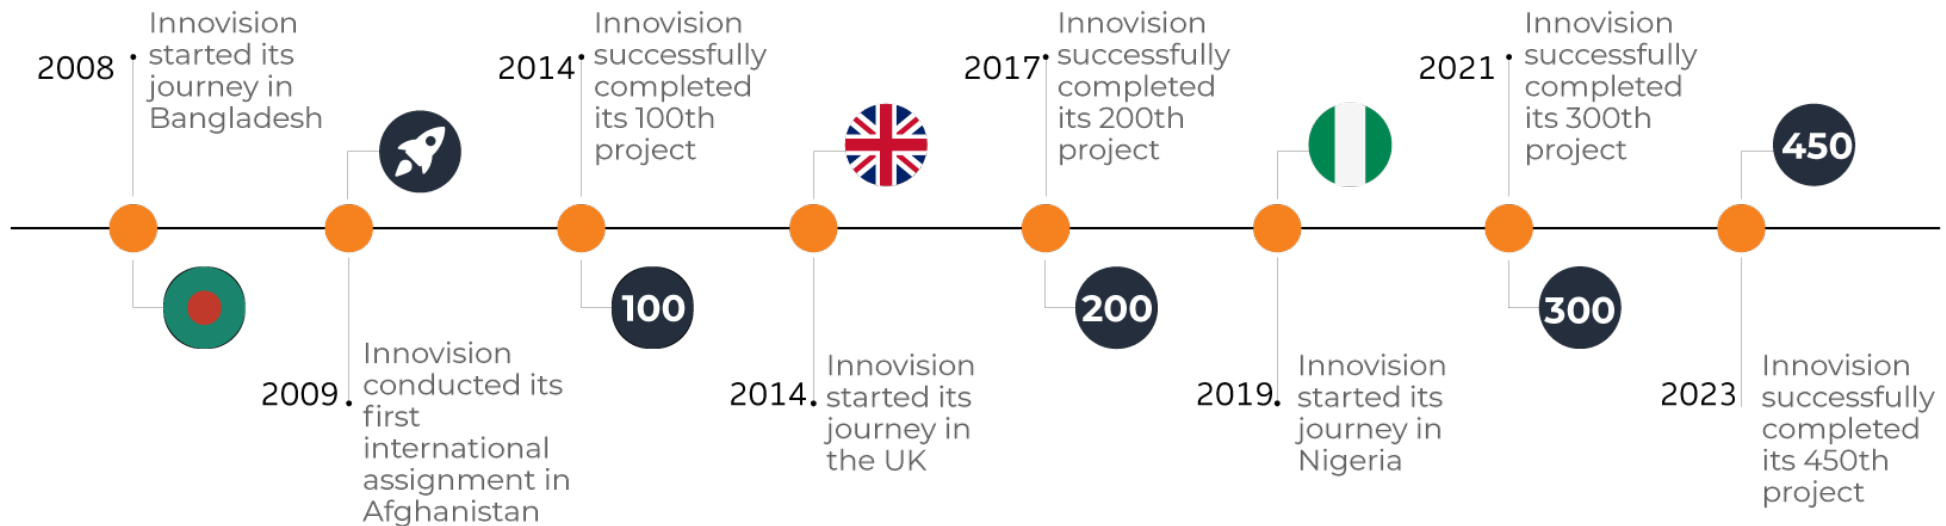 2008
Innovision
started its
journey in
Bangladesh
2009
Innovision
conducted its
first
international
assignment in
Afghanistan
2014
Innovision
successfully
completed
its 100th
project
100
2014
Innovision
started its
journey in
the UK
2017
Innovision
successfully
completed
its 200th
project
200
2019
Innovision
started its
journey in
Nigeria
2021
Innovision
successfully
completed
its 300th
project
300
450
2023
Innovision
successfully
completed
its 450th
project